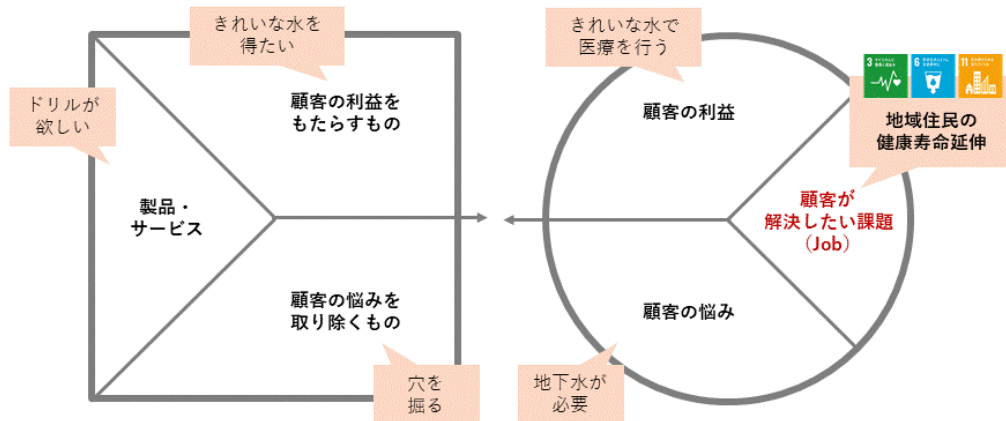 きれいな水を
得たい
ドリルが
欲しい
顧客の利益を
もたらすもの
製品・
サービス
顧客の悩みを
取り除くもの
穴を
掘る
きれいな水で
医療を行う
顧客の利益
3
6
11
地域住民の
健康寿命延伸
顧客が
解決したい課題
（Job）
顧客の悩み
地下水が
必要